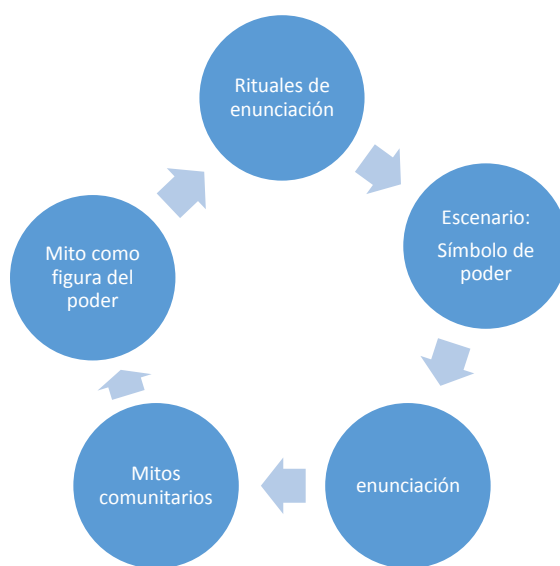 Rituales de
enunciación
Escenario:
Símbolo de
poder
enunciación
Mitos
comunitarios
Mito como
figura del
poder